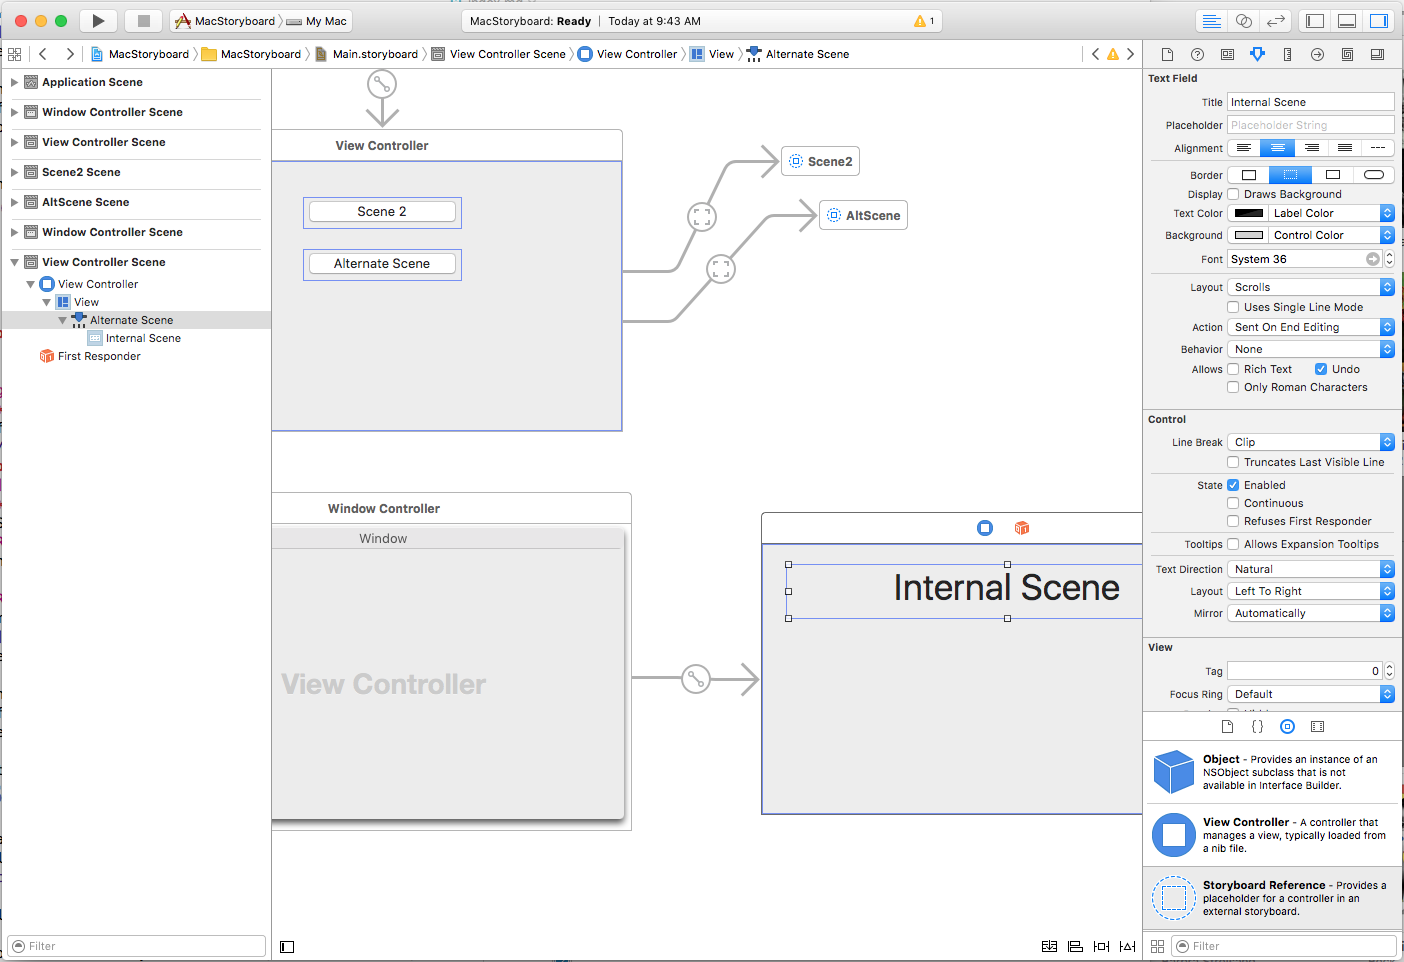 MacStoryboard
My Mac
MacStoryboard: Ready | Today at 9:43 AM
1
MacStoryboard
MacStoryboard
Main.storyboard
View Controller Scene
View Controller
View
Alternate Scene
Application Scene
Window Controller Scene
View Controller Scene
Scene2 Scene
AltScene Scene
Window Controller Scene
View Controller Scene
View Controller
View
Alternate Scene
Internal Scene
First Responder
Filter
View Controller
Scene 2
Alternate Scene
Scene2
AltScene
Window Controller
Window
View Controller
Internal Scene
Text Field
Title Internal Scene
Placeholder Placeholder String
Alignment
Border
Display Draws Background
Text Color Label Color
Background Control Color
Font System 36
Layout Scrolls
Uses Single Line Mode
Action Sent On End Editing
Behavior None
Allows Rich Text Undo
Only Roman Characters
Control
Line Break Clip
Truncates Last Visible Line
State Enabled
Continuous
Refuses First Responder
Tooltips Allows Expansion Tooltips
Text Direction Natural
Layout Left To Right
Mirror Automatically
View
Tag 0
Focus Ring Default
Object - Provides an instance of an
NSObject subclass that is not
available in Interface Builder.
View Controller - A controller that
manages a view, typically loaded from
a nib file.
Storyboard Reference - Provides a
placeholder for a controller in an
external storyboard.
Filter